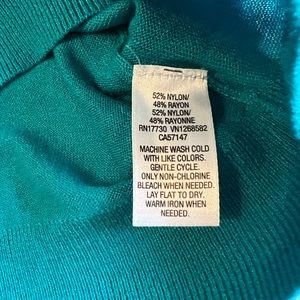 52% NYLON/
48% RAYON
52% NYLON/
48% RAYONNE
RN17730 VN1268582
CA57147
MACHINE WASH COLD
WITH LIKE COLORS.
GENTLE CYCLE.
ONLY NON-CHLORINE
BLEACH WHEN NEEDED.
LAY FLAT TO DRY.
WARM IRON WHEN
NEEDED.